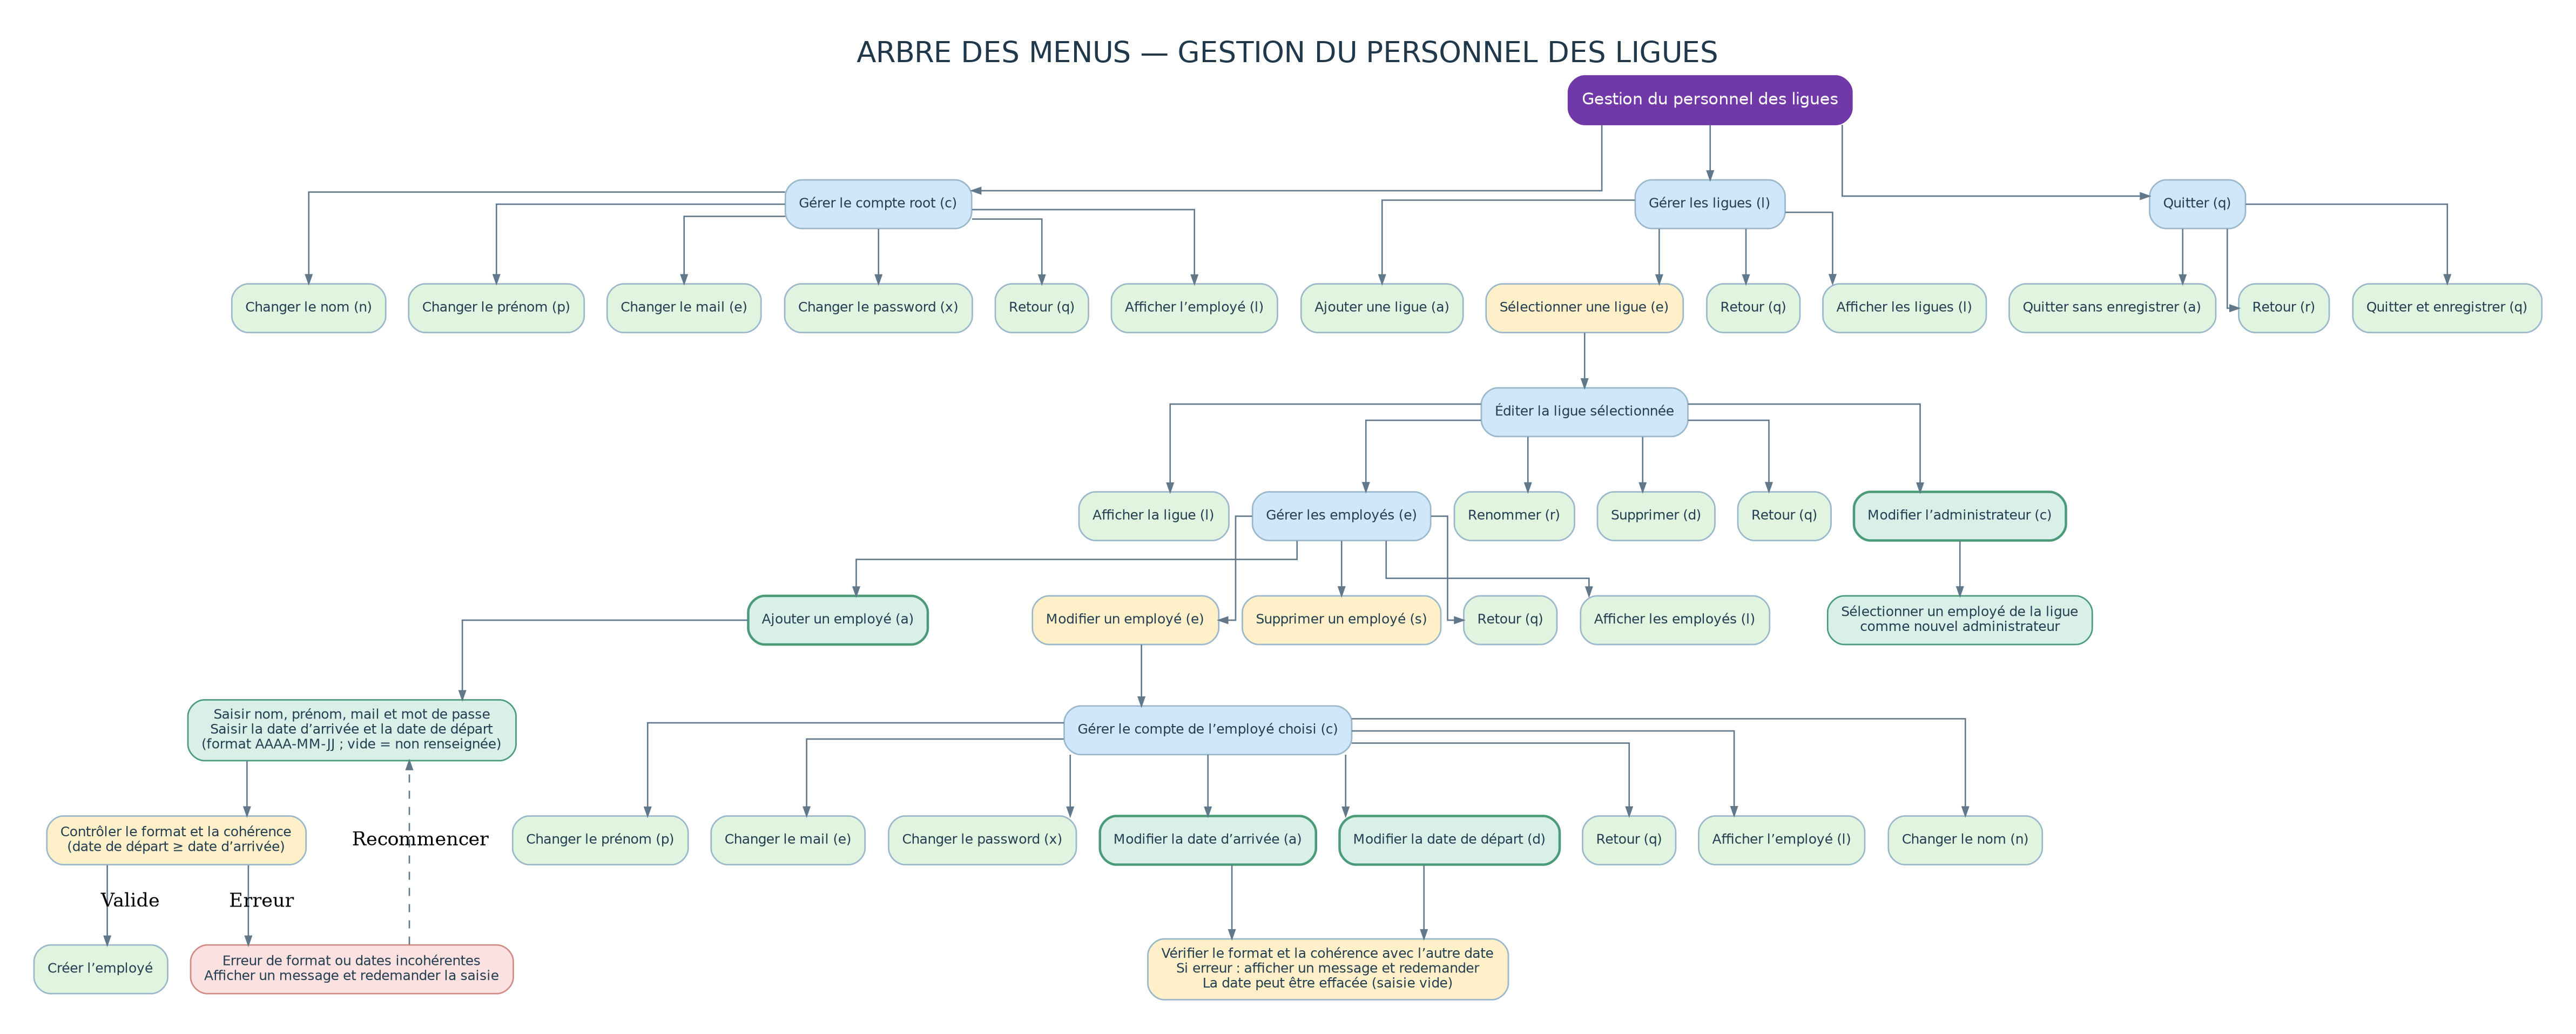 ARBRE DES MENUS — GESTION DU PERSONNEL DES LIGUES
Gestion du personnel des ligues
Gérer le compte root (c)
Gérer les ligues (l)
Quitter (q)
Changer le nom (n)
Changer le prénom (p)
Changer le mail (e)
Changer le password (x)
Retour (q)
Afficher l’employé (l)
Ajouter une ligue (a)
Sélectionner une ligue (e)
Retour (q)
Afficher les ligues (l)
Quitter sans enregistrer (a)
Retour (r)
Quitter et enregistrer (q)
Éditer la ligue sélectionnée
Afficher la ligue (l)
Gérer les employés (e)
Renommer (r)
Supprimer (d)
Retour (q)
Modifier l’administrateur (c)
Ajouter un employé (a)
Modifier un employé (e)
Supprimer un employé (s)
Retour (q)
Afficher les employés (l)
Sélectionner un employé de la ligue
comme nouvel administrateur
Saisir nom, prénom, mail et mot de passe
Saisir la date d’arrivée et la date de départ
(format AAAA-MM-JJ ; vide = non renseignée)
Gérer le compte de l’employé choisi (c)
Contrôler le format et la cohérence
(date de départ ≥ date d’arrivée)
Recommencer
Changer le prénom (p)
Changer le mail (e)
Changer le password (x)
Modifier la date d’arrivée (a)
Modifier la date de départ (d)
Retour (q)
Afficher l’employé (l)
Changer le nom (n)
Valide
Erreur
Créer l’employé
Erreur de format ou dates incohérentes
Afficher un message et redemander la saisie
Vérifier le format et la cohérence avec l’autre date
Si erreur : afficher un message et redemander
La date peut être effacée (saisie vide)